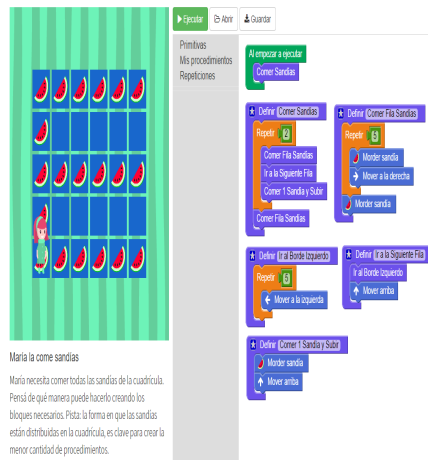 Ejecutar Abrir Guardar
Primitivas
Mis procedimientos
Repeticiones
Al empezar a ejecutar
Comer Sandias
Definir Comer Sandias
Repetir 2
Comer Fila Sandias
Ir a la Siguiente Fila
Comer 1 Sandia y Subir
Comer Fila Sandias
Definir Comer Fila Sandias
Repetir 5
Morder sandía
Mover a la derecha
Morder sandía
Definir Ir al Borde Izquierdo
Repetir 5
Mover a la izquierda
Definir Ir a la Siguiente Fila
Ir al Borde Izquierdo
Mover arriba
Definir Comer 1 Sandia y Subir
Morder sandía
Mover arriba
María la come sandías
María necesita comer todas las sandías de la cuadrícula.
Pensá de qué manera puede hacerlo creando los
bloques necesarios. Pista: la forma en que las sandías
están distribuidas en la cuadrícula, es clave para crear la
menor cantidad de procedimientos.